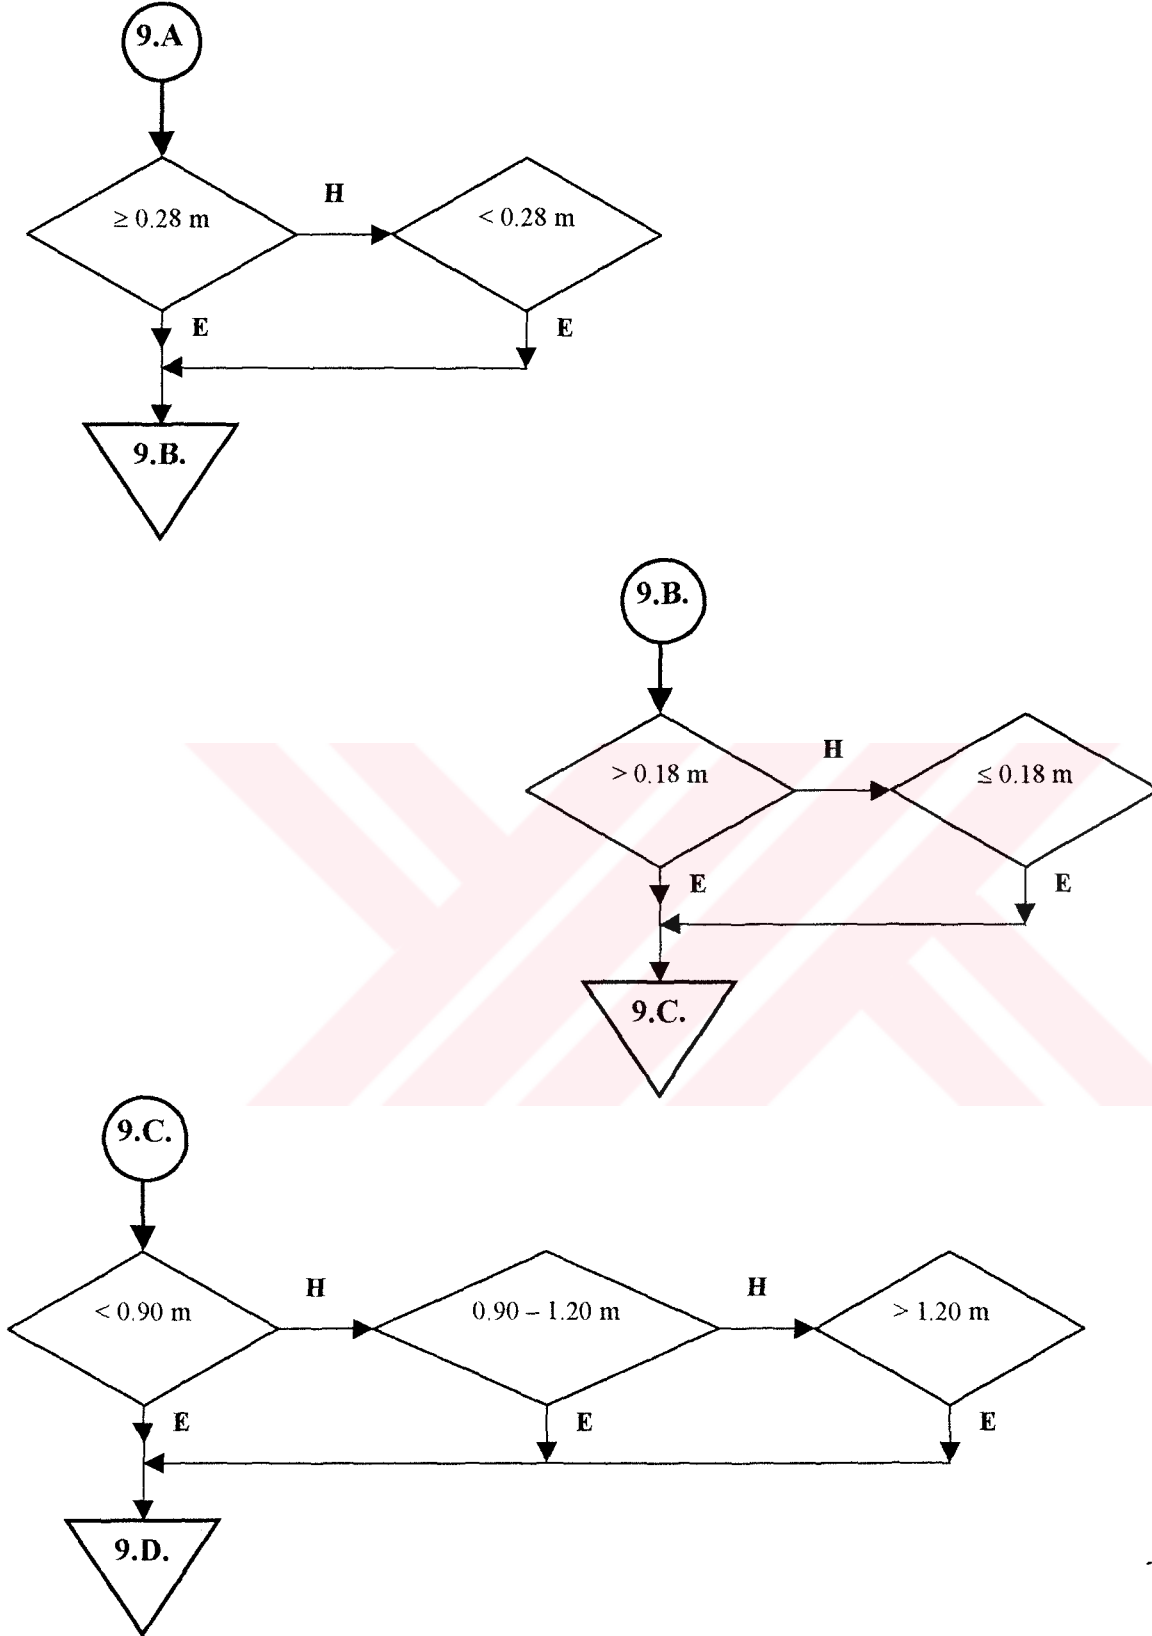 9.A
≥ 0.28 m
H
< 0.28 m
E
E
9.B.
9.B.
> 0.18 m
H
≤ 0.18 m
E
E
9.C.
9.C.
< 0.90 m
H
0.90 – 1.20 m
H
> 1.20 m
E
E
E
9.D.